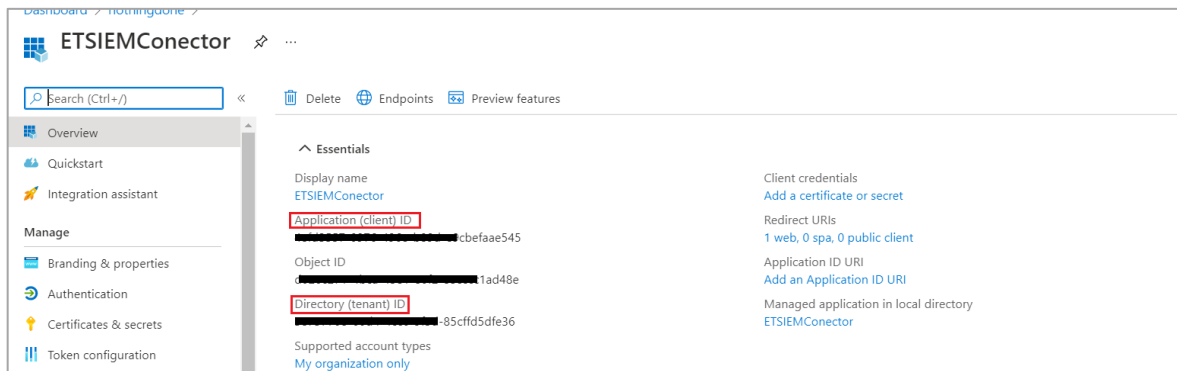 Dashboard > nothingdone >
ETSIEMConector
Search (Ctrl+/)
«
Delete
Endpoints
Preview features
Overview
Quickstart
Integration assistant
Manage
Branding & properties
Authentication
Certificates & secrets
Token configuration
Essentials
Display name
ETSIEMConector
Application (client) ID
cbefaae545
Object ID
1ad48e
Directory (tenant) ID
-85cffd5dfe36
Supported account types
My organization only
Client credentials
Add a certificate or secret
Redirect URIs
1 web, 0 spa, 0 public client
Application ID URI
Add an Application ID URI
Managed application in local directory
ETSIEMConector